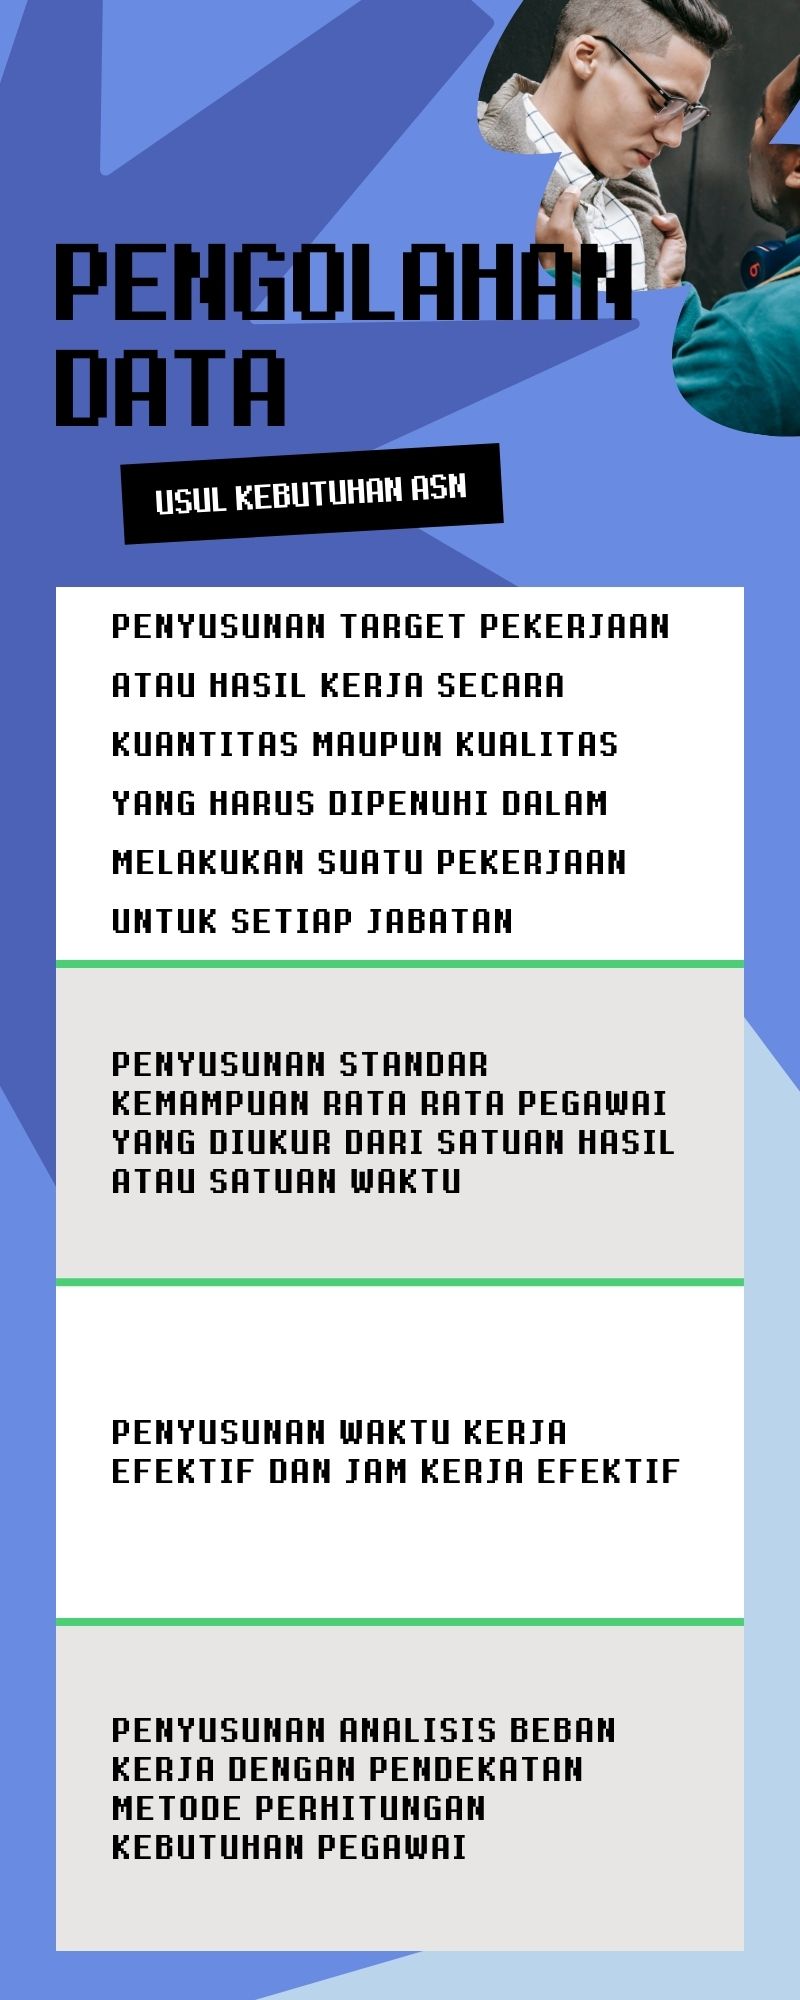 PENGOLAHAN
DATA
USUL KEBUTUHAN ASN
PENYUSUNAN TARGET PEKERJAAN
ATAU HASIL KERJA SECARA
KUANTITAS MAUPUN KUALITAS
YANG HARUS DIPENUHI DALAM
MELAKUKAN SUATU PEKERJAAN
UNTUK SETIAP JABATAN
PENYUSUNAN STANDAR
KEMAMPUAN RATA RATA PEGAWAI
YANG DIUKUR DARI SATUAN HASIL
ATAU SATUAN WAKTU
PENYUSUNAN WAKTU KERJA
EFEKTIF DAN JAM KERJA EFEKTIF
PENYUSUNAN ANALISIS BEBAN
KERJA DENGAN PENDEKATAN
METODE PERHITUNGAN
KEBUTUHAN PEGAWAI